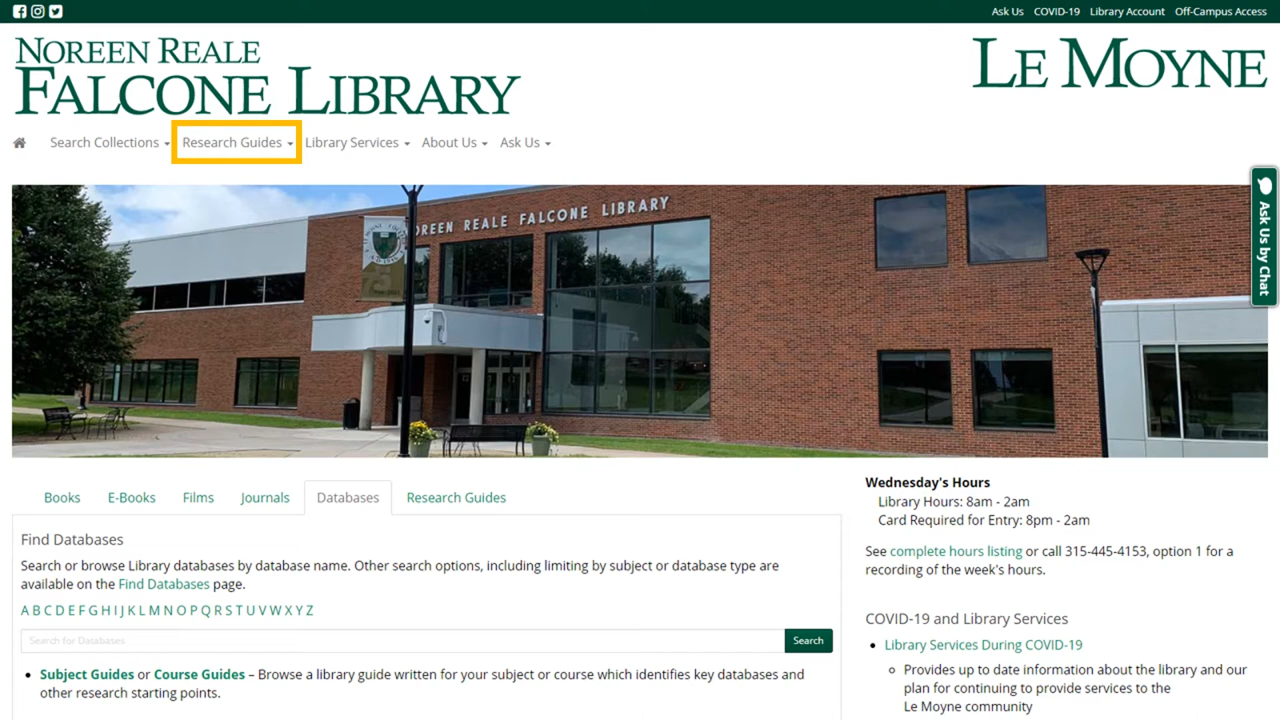 Ask Us COVID-19 Library Account Off-Campus Access
NOREEN REALE
FALCONE LIBRARY
LE MOYNE
Search Collections Research Guides Library Services About Us Ask Us
NOREEN REALE FALCONE LIBRARY
Ask Us by Chat
Books E-Books Films Journals Databases Research Guides
Find Databases
Search or browse Library databases by database name. Other search options, including limiting by subject or database type are
available on the Find Databases page.
A B C D E F G H I J K L M N O P Q R S T U V W X Y Z
Search for Databases Search
• Subject Guides or Course Guides – Browse a library guide written for your subject or course which identifies key databases and
other research starting points.
Wednesday's Hours
Library Hours: 8am - 2am
Card Required for Entry: 8pm - 2am
See complete hours listing or call 315-445-4153, option 1 for a
recording of the week's hours.
COVID-19 and Library Services
• Library Services During COVID-19
○ Provides up to date information about the library and our
plan for continuing to provide services to the
Le Moyne community